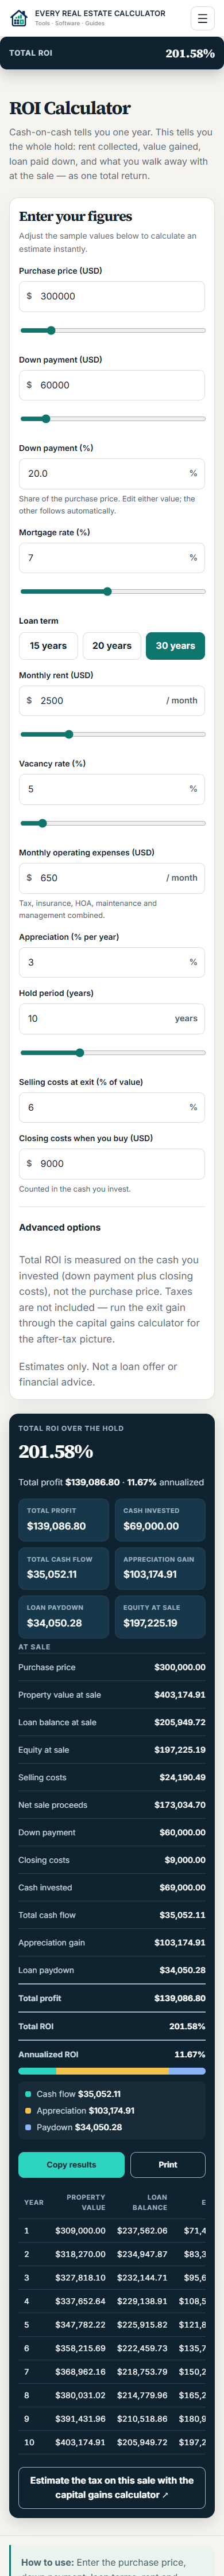 EVERY REAL ESTATE CALCULATOR
Tools · Software · Guides
TOTAL ROI
201.58%
ROI Calculator
Cash-on-cash tells you one year. This tells you
the whole hold: rent collected, value gained,
loan paid down, and what you walk away with
at the sale — as one total return.
Enter your figures
Adjust the sample values below to calculate an
estimate instantly.
Purchase price (USD)
$ 300000
Down payment (USD)
$ 60000
Down payment (%)
20.0 %
Share of the purchase price. Edit either value; the
other follows automatically.
Mortgage rate (%)
7 %
Loan term
15 years 20 years 30 years
Monthly rent (USD)
$ 2500 / month
Vacancy rate (%)
5 %
Monthly operating expenses (USD)
$ 650 / month
Tax, insurance, HOA, maintenance and
management combined.
Appreciation (% per year)
3 %
Hold period (years)
10 years
Selling costs at exit (% of value)
6 %
Closing costs when you buy (USD)
$ 9000
Counted in the cash you invest.
Advanced options
Total ROI is measured on the cash you
invested (down payment plus closing
costs), not the purchase price. Taxes
are not included — run the exit gain
through the capital gains calculator for
the after-tax picture.
Estimates only. Not a loan offer or
financial advice.
TOTAL ROI OVER THE HOLD
201.58%
Total profit $139,086.80 · 11.67% annualized
TOTAL PROFIT
$139,086.80
CASH INVESTED
$69,000.00
TOTAL CASH FLOW
$35,052.11
APPRECIATION GAIN
$103,174.91
LOAN PAYDOWN
$34,050.28
EQUITY AT SALE
$197,225.19
AT SALE
Purchase price $300,000.00
Property value at sale $403,174.91
Loan balance at sale $205,949.72
Equity at sale $197,225.19
Selling costs $24,190.49
Net sale proceeds $173,034.70
Down payment $60,000.00
Closing costs $9,000.00
Cash invested $69,000.00
Total cash flow $35,052.11
Appreciation gain $103,174.91
Loan paydown $34,050.28
Total profit $139,086.80
Total ROI 201.58%
Annualized ROI 11.67%
Cash flow $35,052.11
Appreciation $103,174.91
Paydown $34,050.28
Copy results Print
YEAR PROPERTY VALUE LOAN BALANCE E
1 $309,000.00 $237,562.06 $71,4
2 $318,270.00 $234,947.87 $83,3
3 $327,818.10 $232,144.71 $95,6
4 $337,652.64 $229,138.91 $108,5
5 $347,782.22 $225,915.82 $121,8
6 $358,215.69 $222,459.73 $135,7
7 $368,962.16 $218,753.79 $150,2
8 $380,031.02 $214,779.96 $165,2
9 $391,431.96 $210,518.86 $180,9
10 $403,174.91 $205,949.72 $197,2
Estimate the tax on this sale with the
capital gains calculator ↗
How to use: Enter the purchase price,